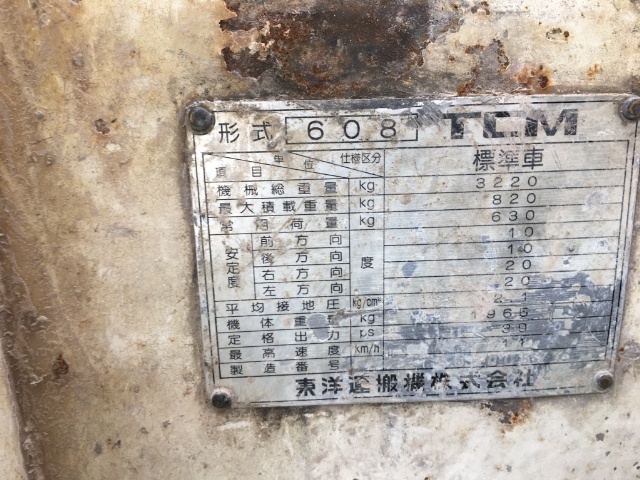 形式 608 TCM
項目 単位 仕様区分 標準車
機械総重量 kg 3220
最大積載重量 kg 820
常 荷重 kg 630
安定度 前方向 度 10
後方向 10
右方向 20
左方向 20
平均接地圧 kg/cm² 2.1
機体重 kg 1965
定格出力 PS 39
最高速度 km/h 11
製造番号
東洋運搬機株式会社